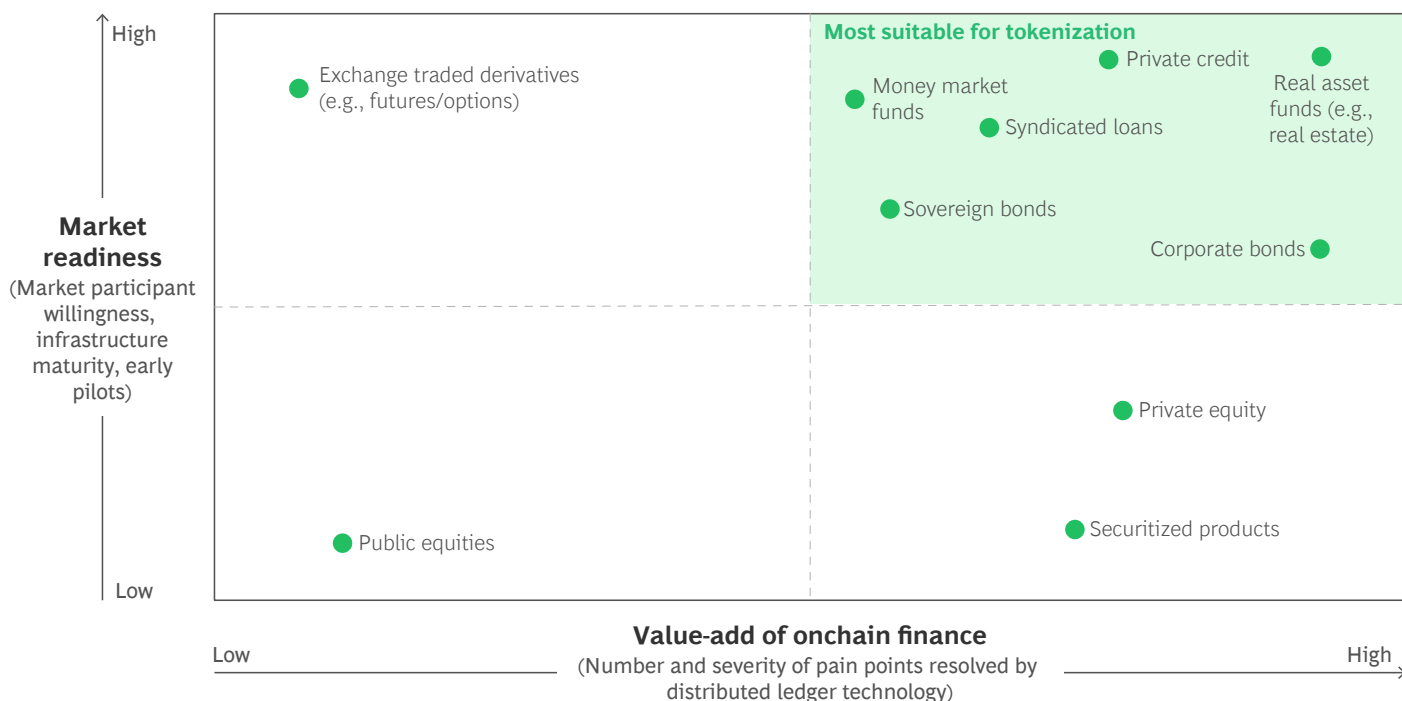 High
Market
readiness
(Market participant
willingness,
infrastructure
maturity, early
pilots)
Low
Most suitable for tokenization
Exchange traded derivatives
(e.g., futures/options)
Money market
funds
Private credit
Real asset
funds (e.g.,
real estate)
Syndicated loans
Sovereign bonds
Corporate bonds
Private equity
Public equities
Securitized products
Low
Value-add of onchain finance
(Number and severity of pain points resolved by
distributed ledger technology)
High